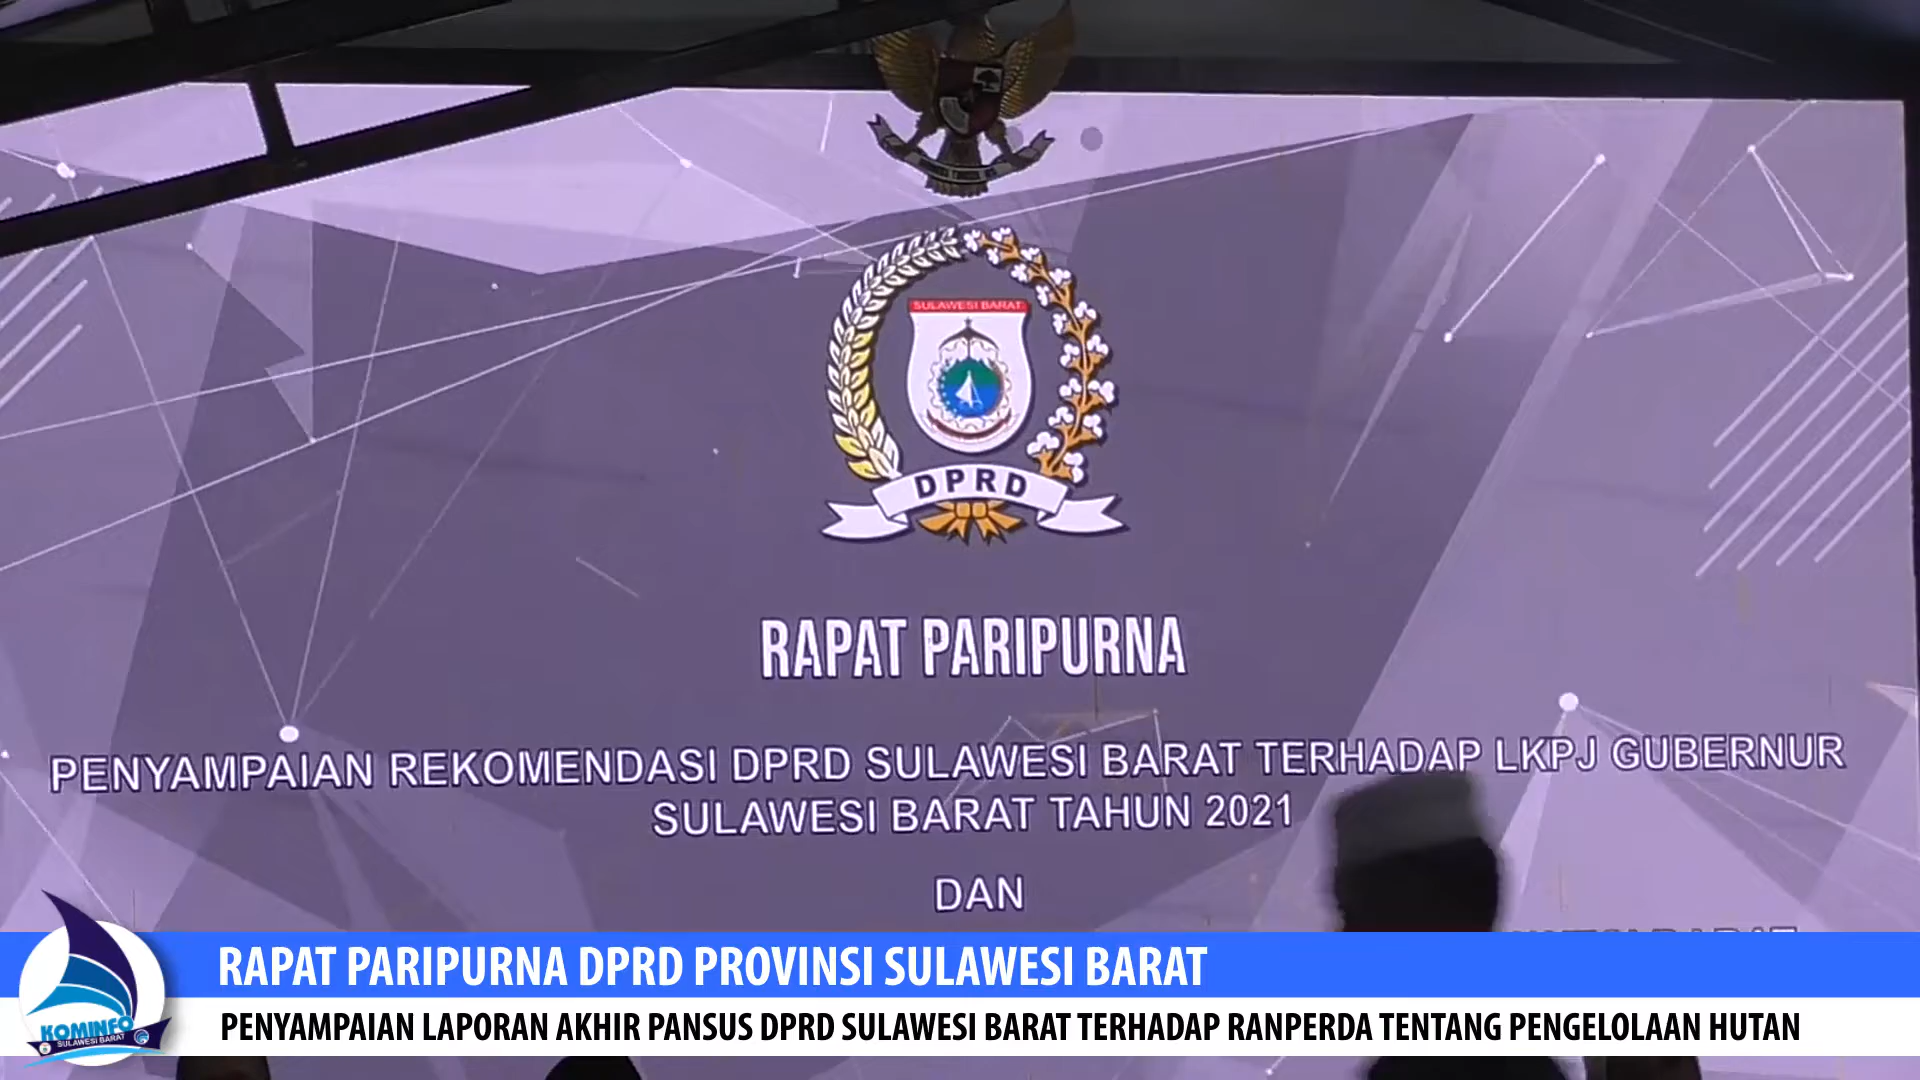 SULAWESI BARAT
DPRD
RAPAT PARIPURNA
PENYAMPAIAN REKOMENDASI DPRD SULAWESI BARAT TERHADAP LKPJ GUBERNUR
SULAWESI BARAT TAHUN 2021
DAN
RAPAT PARIPURNA DPRD PROVINSI SULAWESI BARAT
PENYAMPAIAN LAPORAN AKHIR PANSUS DPRD SULAWESI BARAT TERHADAP RANPERDA TENTANG PENGELOLAAN HUTAN
KOMINFO
SULAWESI BARAT